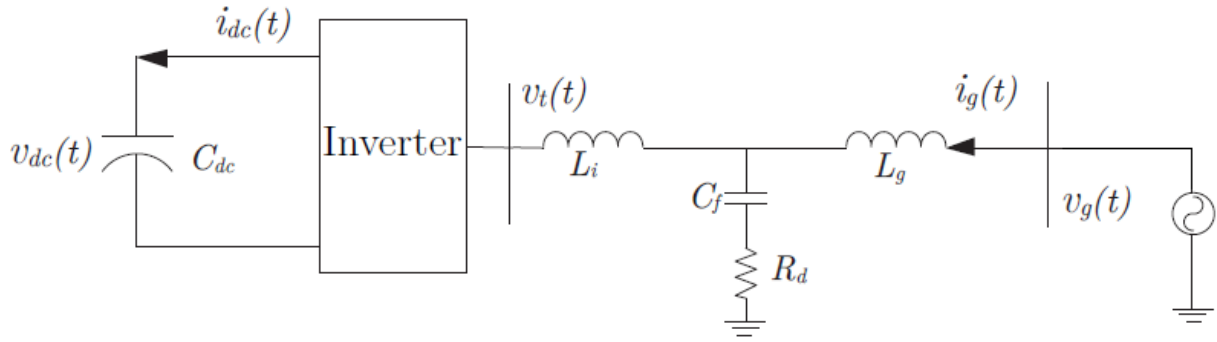 i_dc(t)
v_dc(t)
C_dc
Inverter
v_t(t)
L_i
C_f
R_d
L_g
i_g(t)
v_g(t)